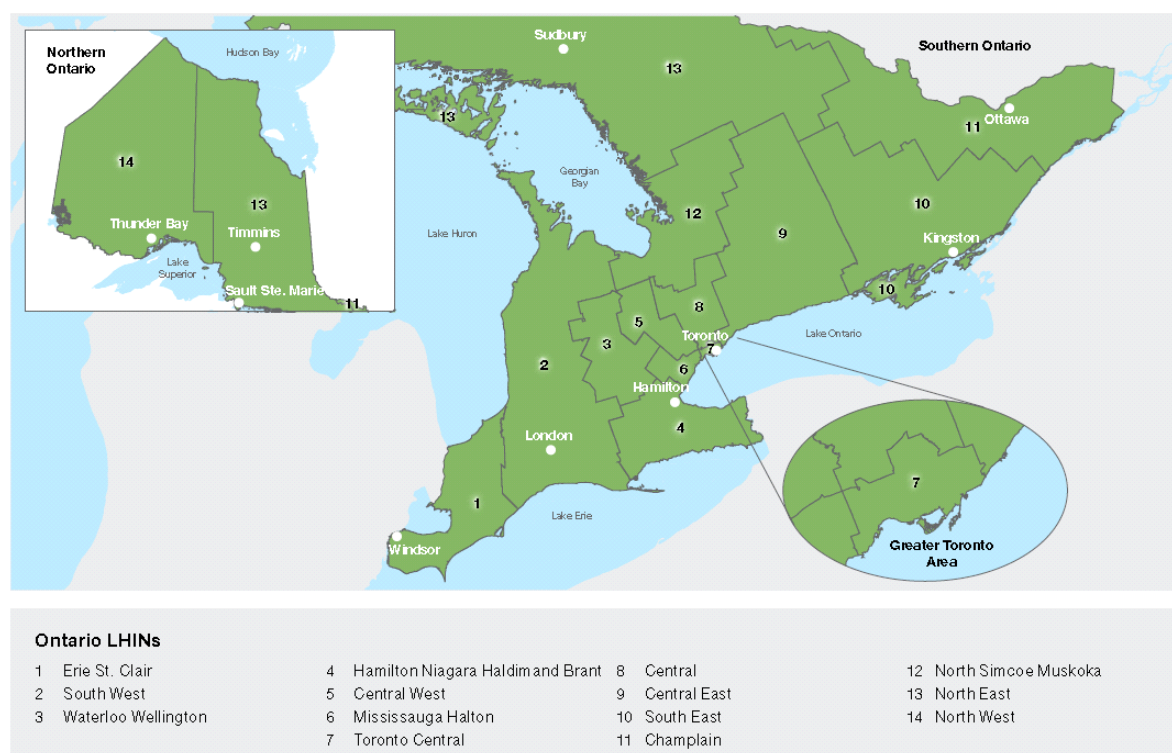 Northern
Ontario
Hudson Bay
14
13
Thunder Bay
Timmins
Lake
Superior
Sault Ste. Marie
11
Sudbury
Southern Ontario
13
13
Ottawa
11
Georgian
Bay
10
12
9
Lake Huron
Kingston
10
8
5
Toronto
Lake Ontario
3
7
2
6
Hamilton
4
London
7
1
Lake Erie
Windsor
Greater Toronto
Area
Ontario LHINs
1 Erie St. Clair
2 South West
3 Waterloo Wellington
4 Hamilton Niagara Haldimand Brant
5 Central West
6 Mississauga Halton
7 Toronto Central
8 Central
9 Central East
10 South East
11 Champlain
12 North Simcoe Muskoka
13 North East
14 North West